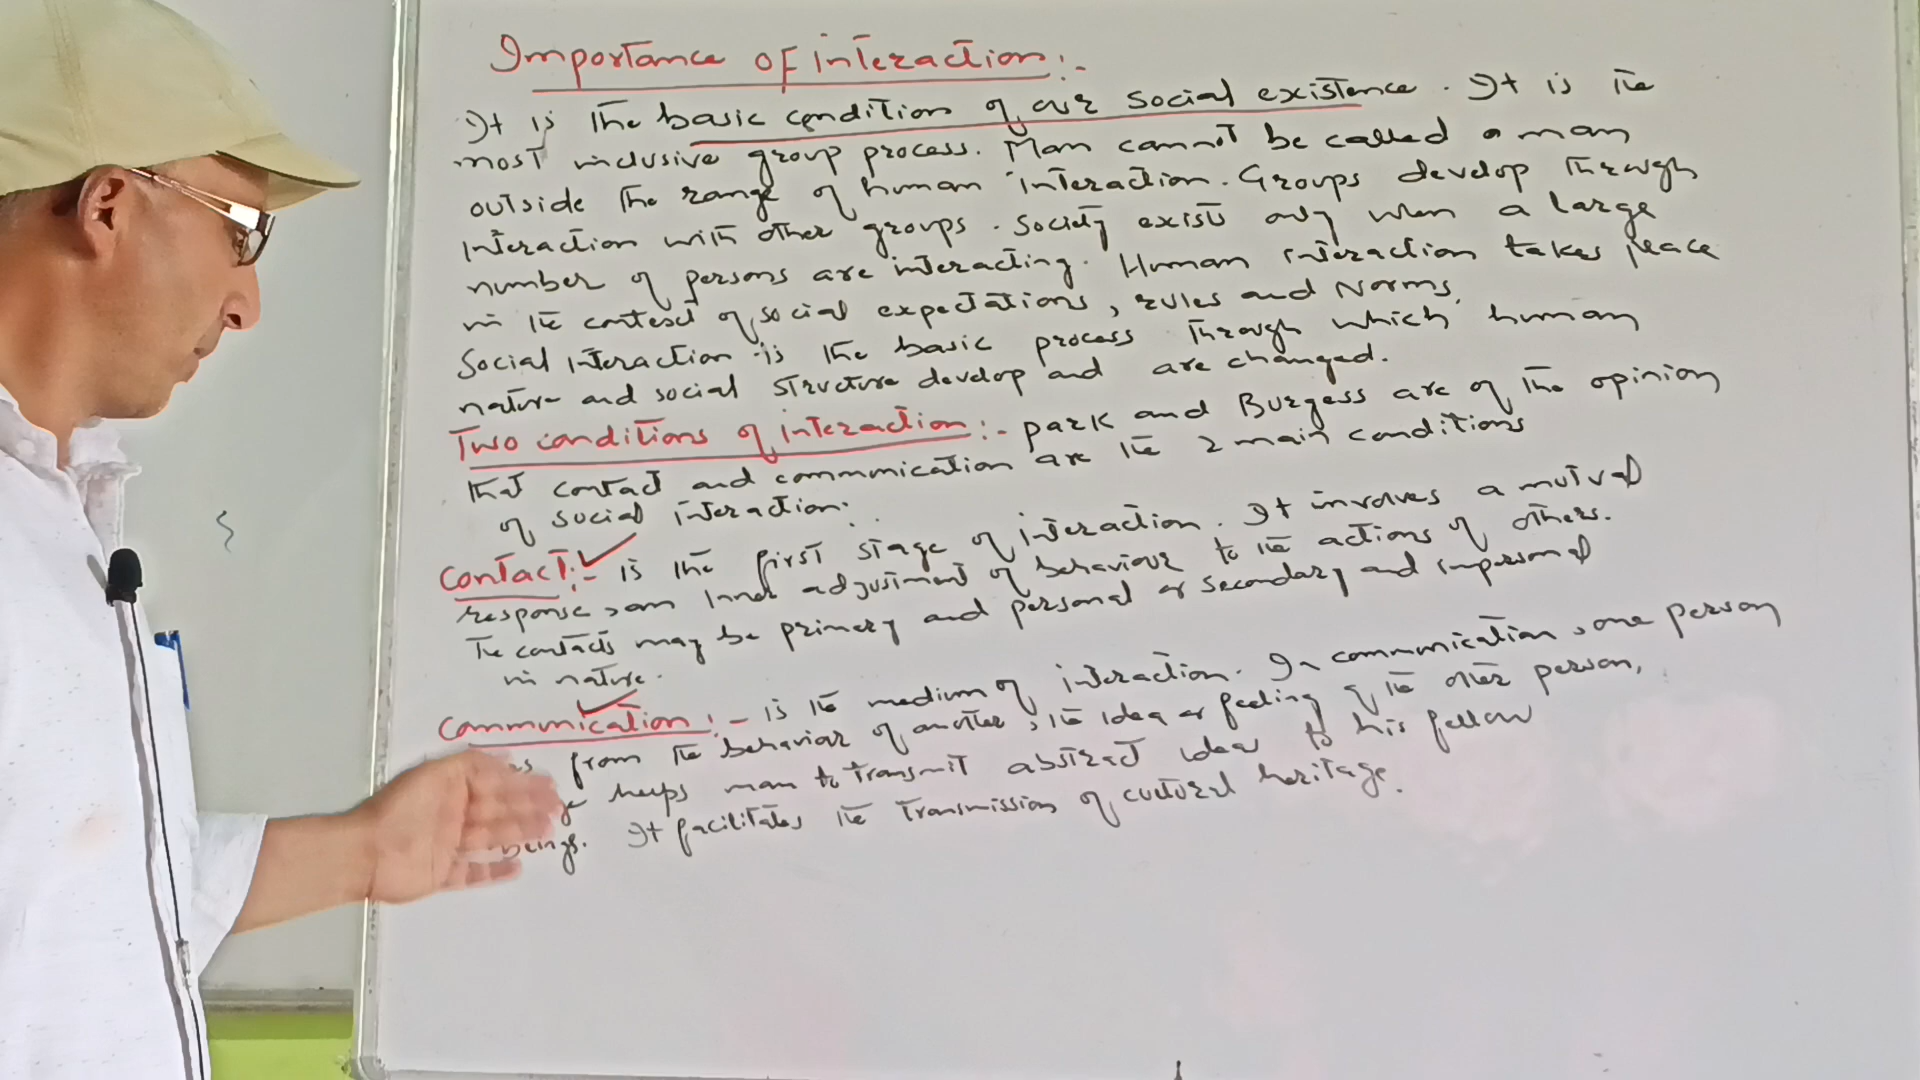 Importance of interaction:-
It is the basic condition of our social existence. It is the
most inclusive group process. Man cannot be called a man
outside the range of human interaction. Groups develop through
interaction with other groups. Society exists only when a large
number of persons are interacting. Human interaction takes place
in the context of social expectations, rules and Norms.
Social interaction is the basic process through which human
nature and social structure develop and are changed.
Two conditions of interaction:- Park and Burgess are of the opinion
that contact and communication are the 2 main conditions
of social interaction.
Contact:- is the first stage of interaction. It involves a mutual
response, an inner adjustment of behaviour to the actions of others.
The contacts may be primary and personal or secondary and impersonal
in nature.
Communication:- is the medium of interaction. In communication, one person
from the behavior of another, the idea or feeling of the other person,
helps man to transmit abstract ideas to his fellow
beings. It facilitates the transmission of cultural heritage.